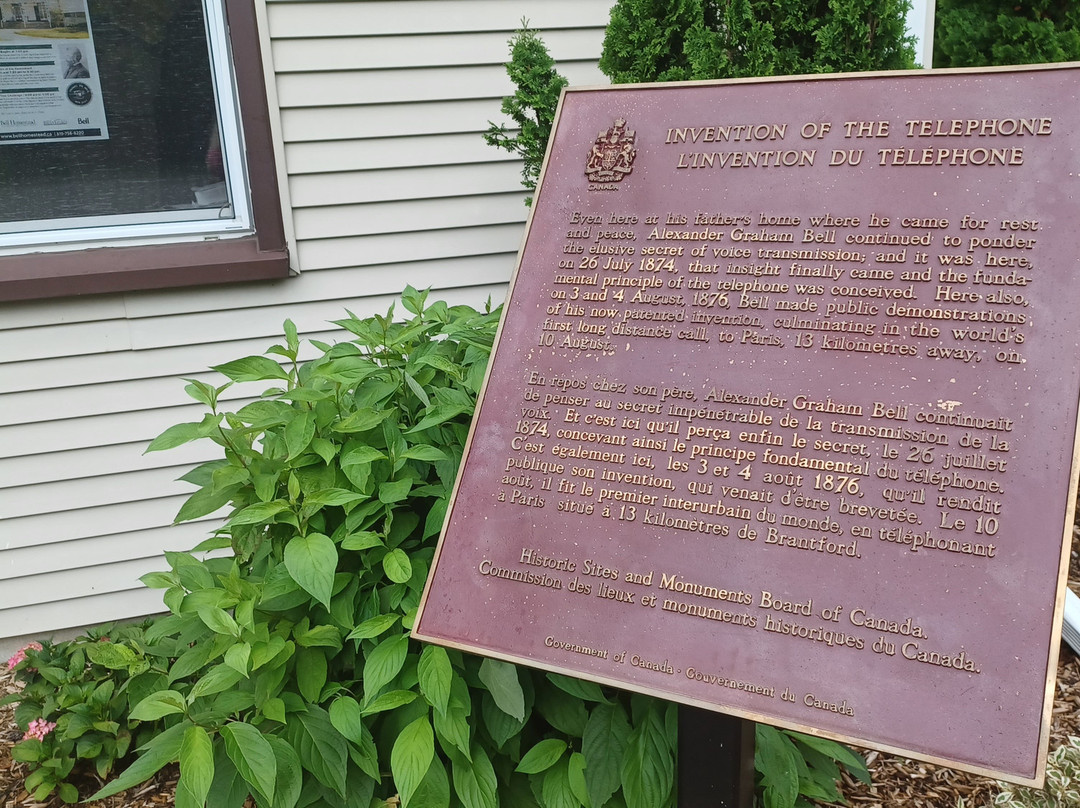 www.bellhomestead.ca | 519-756-6220
Bell Homestead
Bell
CANADA
INVENTION OF THE TELEPHONE
L'INVENTION DU TÉLÉPHONE
Even here at his father's home where he came for rest
and peace, Alexander Graham Bell continued to ponder
the elusive secret of voice transmission; and it was here,
on 26 July 1874, that insight finally came and the funda-
mental principle of the telephone was conceived. Here also,
on 3 and 4 August, 1876, Bell made public demonstrations
of his now patented invention, culminating in the world's
first long distance call, to Paris, 13 kilometres away, on
10 August.
En repos chez son père, Alexander Graham Bell continuait
de penser au secret impénétrable de la transmission de la
voix. Et c'est ici qu'il perça enfin le secret, le 26 juillet
1874, concevant ainsi le principe fondamental du téléphone.
C'est également ici, les 3 et 4 août 1876, qu'il rendit
publique son invention, qui venait d'être brevetée. Le 10
août, il fit le premier interurbain du monde, en téléphonant
à Paris situé à 13 kilomètres de Brantford.
Historic Sites and Monuments Board of Canada.
Commission des lieux et monuments historiques du Canada.
Government of Canada · Gouvernement du Canada